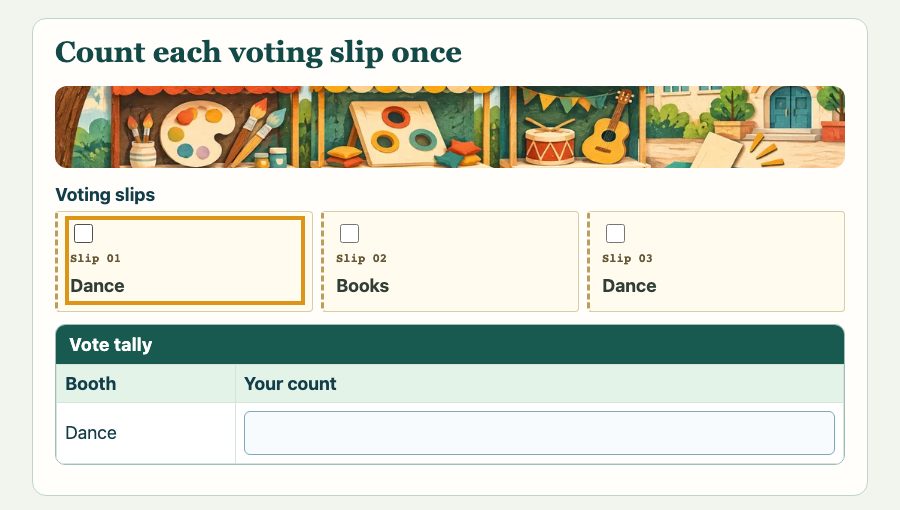 Count each voting slip once
Voting slips
Slip 01
Dance
Slip 02
Books
Slip 03
Dance
Vote tally
Booth Your count
Dance